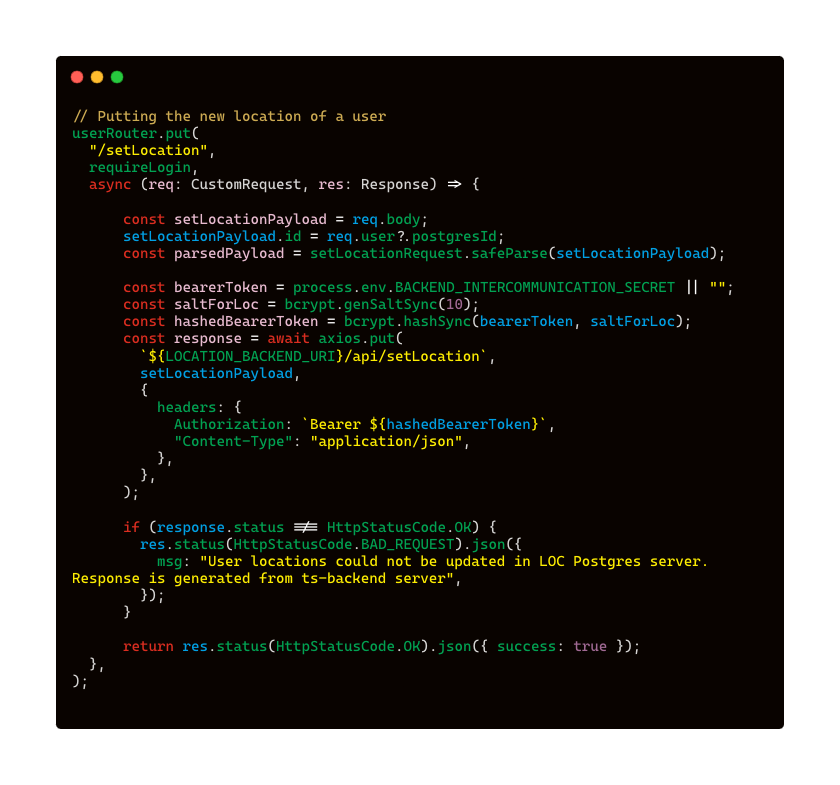 // Putting the new location of a user
userRouter.put(
  "/setLocation",
  requireLogin,
  async (req: CustomRequest, res: Response) => {

      const setLocationPayload = req.body;
      setLocationPayload.id = req.user?.postgresId;
      const parsedPayload = setLocationRequest.safeParse(setLocationPayload);

      const bearerToken = process.env.BACKEND_INTERCOMMUNICATION_SECRET || "";
      const saltForLoc = bcrypt.genSaltSync(10);
      const hashedBearerToken = bcrypt.hashSync(bearerToken, saltForLoc);
      const response = await axios.put(
        `${LOCATION_BACKEND_URI}/api/setLocation`,
        setLocationPayload,
        {
          headers: {
            Authorization: `Bearer ${hashedBearerToken}`,
            "Content-Type": "application/json",
          },
        },
      );

      if (response.status !== HttpStatusCode.OK) {
        res.status(HttpStatusCode.BAD_REQUEST).json({
          msg: "User locations could not be updated in LOC Postgres server.
Response is generated from ts-backend server",
        });
      }

      return res.status(HttpStatusCode.OK).json({ success: true });
  },
);